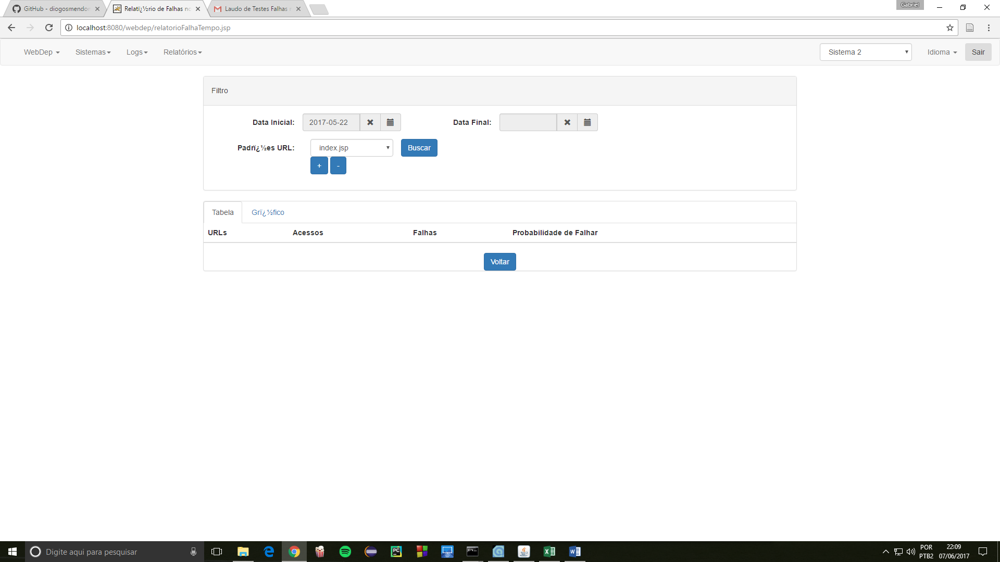 Gabriel
GitHub - diogosmendon
Relatï¿½rio de Falhas no
Laudo de Testes Falhas n
localhost:8080/webdep/relatorioFalhaTempo.jsp
WebDep Sistemas Logs Relatórios Sistema 2 Idioma Sair
Filtro
Data Inicial: 2017-05-22 Data Final:
Padrï¿½es URL: index.jsp Buscar
+ -
Tabela Grï¿½fico
URLs Acessos Falhas Probabilidade de Falhar
Voltar
Digite aqui para pesquisar
POR
PTB2
22:09
07/06/2017